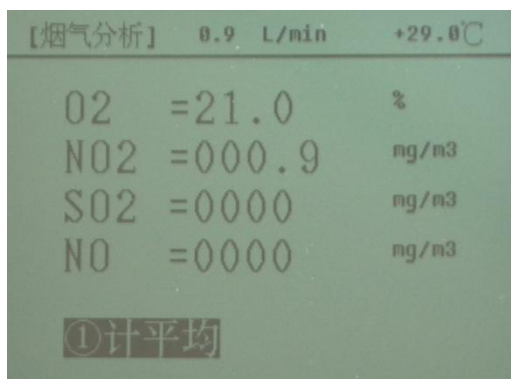 [烟气分析] 0.9 L/min +29.0℃
O2 =21.0 %
NO2 =000.9 mg/m3
SO2 =0000 mg/m3
NO =0000 mg/m3
①计平均